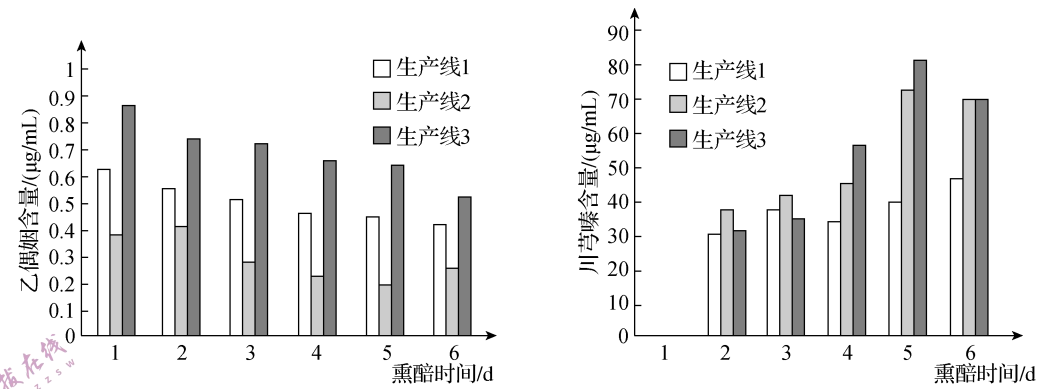 乙偶姻含量/(μg/mL)
1
0.9
0.8
0.7
0.6
0.5
0.4
0.3
0.2
0.1
0
生产线1
生产线2
生产线3
1 2 3 4 5 6
熏醅时间/d
川芎嗪含量/(μg/mL)
90
80
70
60
50
40
30
20
10
0
生产线1
生产线2
生产线3
1 2 3 4 5 6
熏醅时间/d
拔在线
zzsw